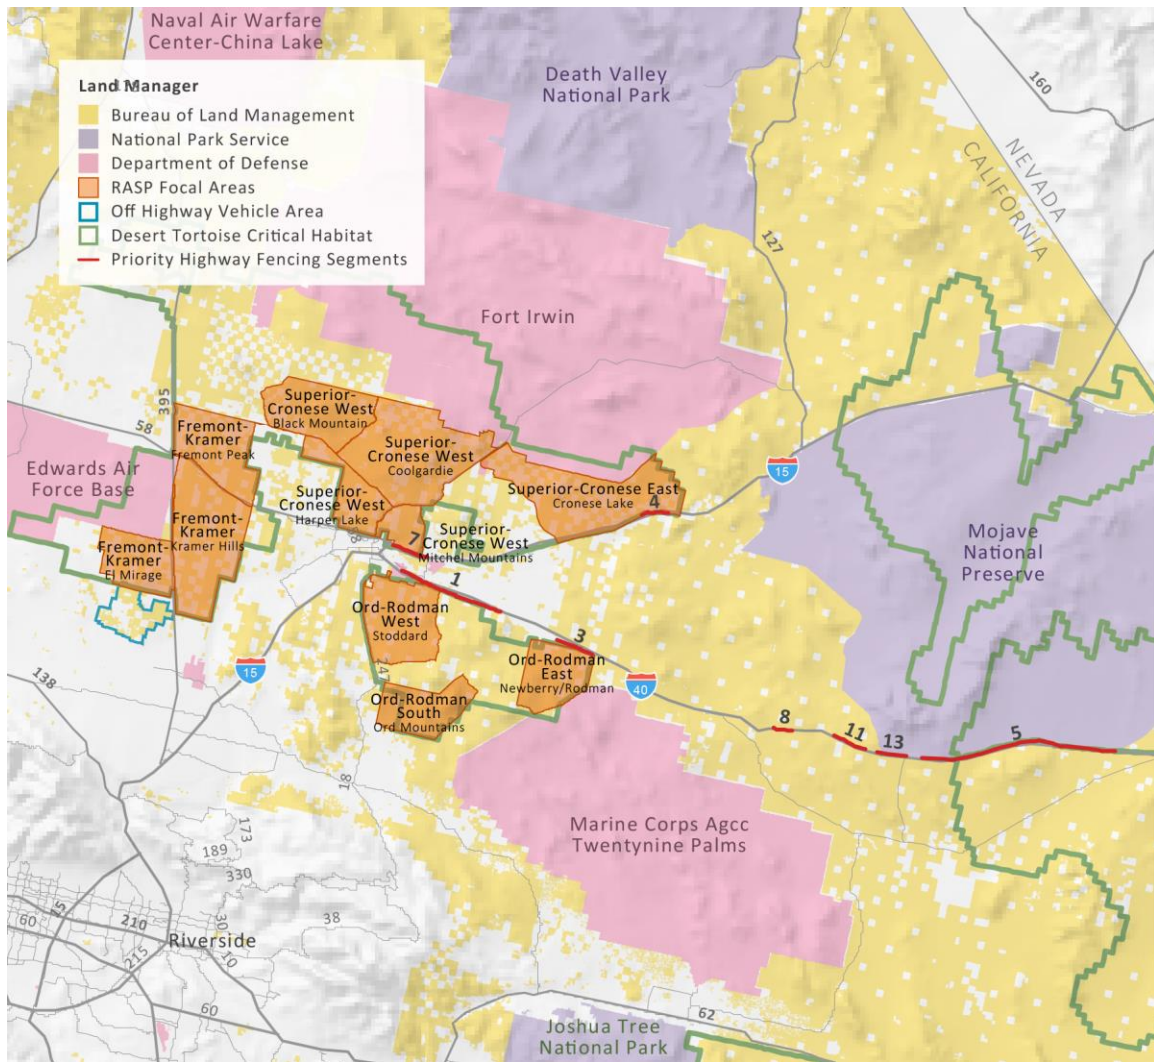 Naval Air Warfare
Center-China Lake
Death Valley
National Park
160
NEVADA
CALIFORNIA
Land Manager
Bureau of Land Management
National Park Service
Department of Defense
RASP Focal Areas
Off Highway Vehicle Area
Desert Tortoise Critical Habitat
Priority Highway Fencing Segments
127
Fort Irwin
395
58
Superior-
Cronese West
Black Mountain
Fremont-
Kramer
Fremont Peak
Superior-
Cronese West
Coolgardie
15
Edwards Air
Force Base
Superior-Cronese East
Cronese Lake
4
Superior-
Cronese West
Harper Lake
Fremont-
Kramer
Kramer Hills
7
Superior-
Cronese West
Mitchel Mountains
Mojave
National
Preserve
Fremont-
Kramer
El Mirage
1
Ord-Rodman
West
Stoddard
3
Ord-Rodman
East
Newberry/Rodman
138
15
247
40
Ord-Rodman
South
Ord Mountains
8
11
13
5
18
Marine Corps Agcc
Twentynine Palms
173
189
330
38
15
60
210
30
Riverside
215
10
60
62
Joshua Tree
National Park